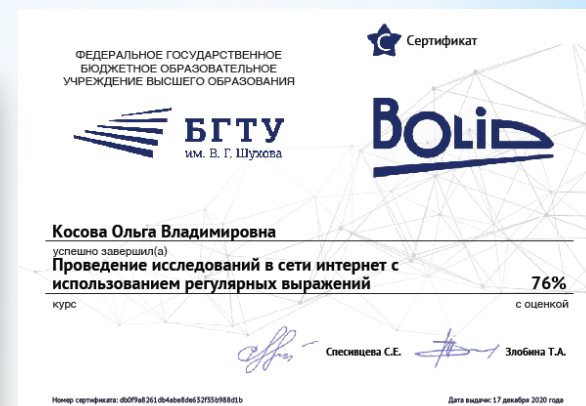 ФЕДЕРАЛЬНОЕ ГОСУДАРСТВЕННОЕ
БЮДЖЕТНОЕ ОБРАЗОВАТЕЛЬНОЕ
УЧРЕЖДЕНИЕ ВЫСШЕГО ОБРАЗОВАНИЯ
С Сертификат
БГТУ
им. В. Г. Шухова
BOLID
Косова Ольга Владимировна
успешно завершил(а)
Проведение исследований в сети интернет с
использованием регулярных выражений 76%
курс с оценкой
Спесивцева С.Е. Злобина Т.А.
Номер сертификата: db0f9a8261db4abe8de632f35b988d1b Дата выдачи: 17 декабря 2020 года